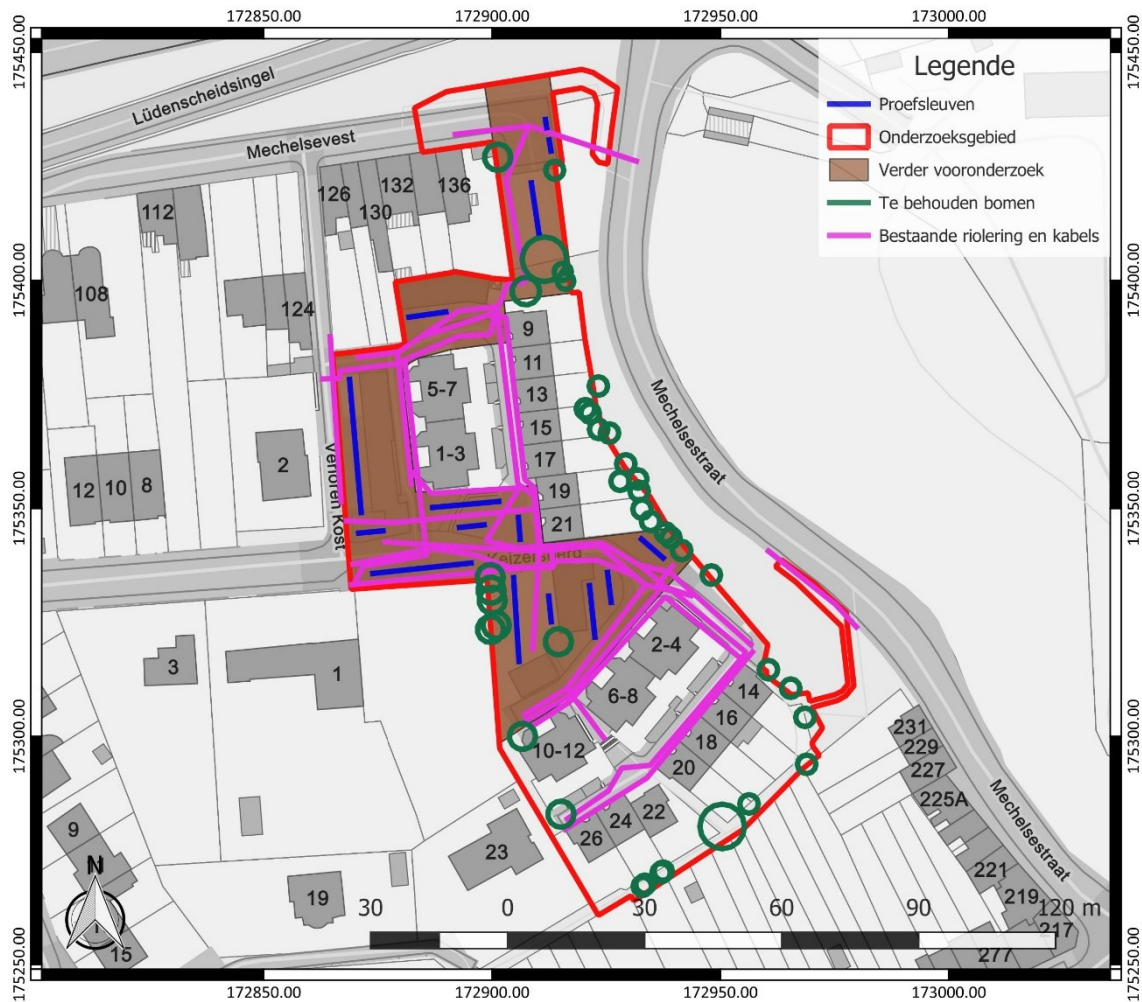 172850.00 172900.00 172950.00 173000.00
175450.00
175450.00
Legende
Proefsleuven
Onderzoeksgebied
Verder vooronderzoek
Te behouden bomen
Bestaande riolering en kabels
Lüdenscheidsingel
Mechelsevest
126
130
132
136
112
108
124
175400.00
175400.00
9
11
13
15
17
19
21
5-7
1-3
Mechelsestraat
2
12 10 8
Verloren Kost
175350.00
175350.00
Keizersberg
3
1
2-4
6-8
10-12
14
16
18
20
22
24
26
175300.00
175300.00
231
229
227
225A
221
219
217
277
Mechelsestraat
9
23
19
15
N
30 0 30 60 90 120 m
175250.00
175250.00
172850.00 172900.00 172950.00 173000.00